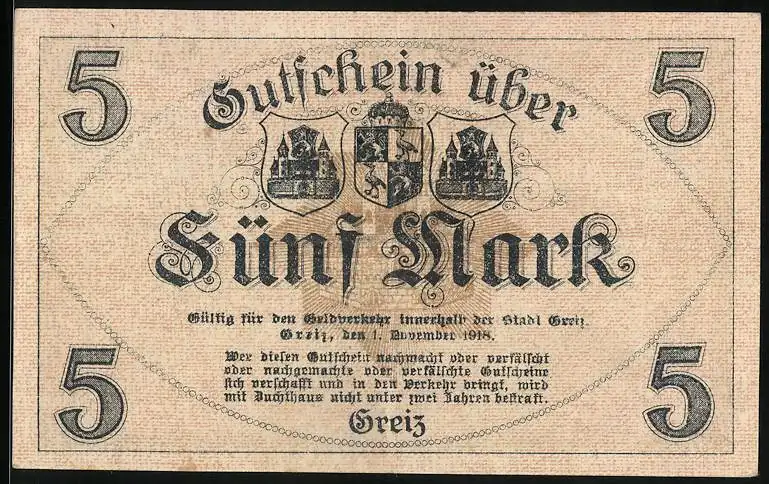 5 5
Gutschein über
Fünf Mark
Gültig für den Geldverkehr innerhalb der Stadt Greiz.
Greiz, den 1. November 1918.
Wer diesen Gutschein nachmacht oder verfälscht
oder nachgemachte oder verfälschte Gutscheine
sich verschafft und in den Verkehr bringt, wird
mit Zuchthaus nicht unter zwei Jahren bestraft.
5 Greiz 5